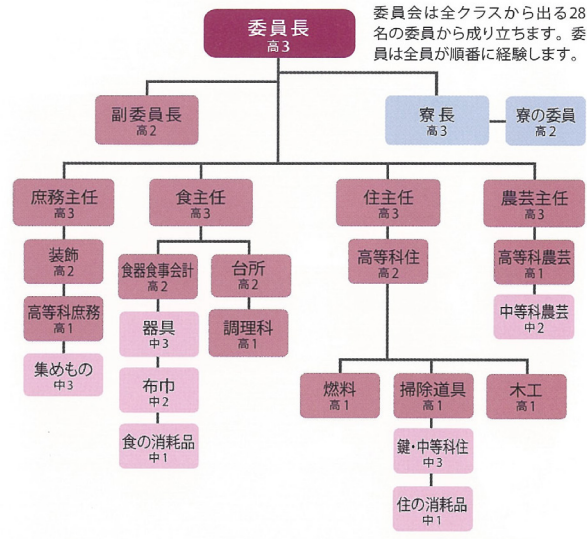 委員長
高3
委員会は全クラスから出る28
名の委員から成り立ちます。委
員は全員が順番に経験します。
副委員長
高2
寮長
高3
寮の委員
高2
庶務主任
高3
食主任
高3
住主任
高3
農芸主任
高3
装飾
高2
食器食事会計
高2
台所
高2
高等科住
高2
高等科農芸
高1
高等科庶務
高1
器具
中3
調理科
高1
中等科農芸
中2
集めもの
中3
布巾
中2
燃料
高1
掃除道具
高1
木工
高1
食の消耗品
中1
鍵・中等科住
中3
住の消耗品
中1